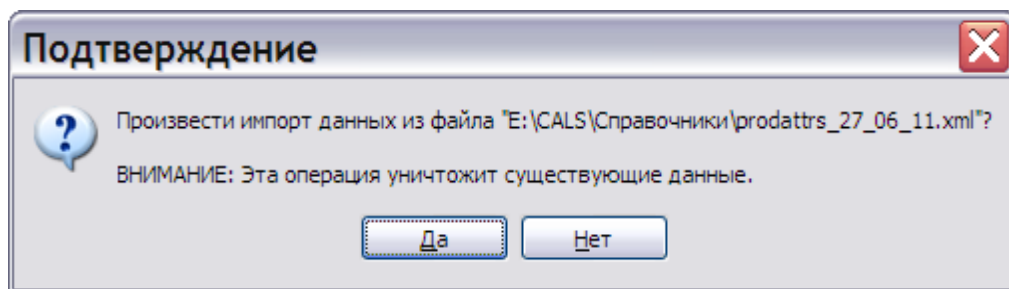 Подтверждение
Произвести импорт данных из файла "E:\CALS\Справочники\prodattrs_27_06_11.xml"?
ВНИМАНИЕ: Эта операция уничтожит существующие данные.
Да Нет